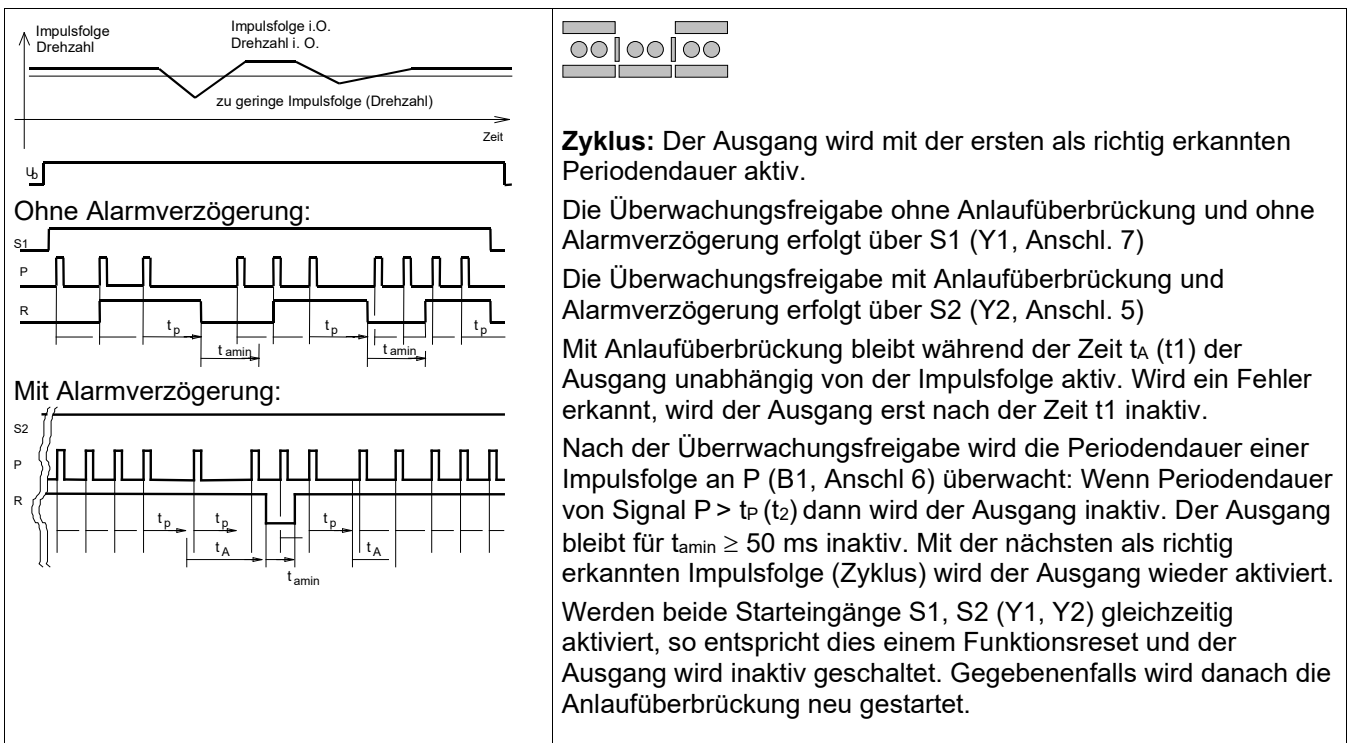 Impulsfolge
Drehzahl
Impulsfolge i.O.
Drehzahl i. O.
zu geringe Impulsfolge (Drehzahl)
Zeit
Ub
Ohne Alarmverzögerung:
S1
P
R
tp
tp
tp
tamin
tamin
Mit Alarmverzögerung:
S2
P
R
tp
tp
tp
tA
tA
tamin
Zyklus: Der Ausgang wird mit der ersten als richtig erkannten
Periodendauer aktiv.
Die Überwachungsfreigabe ohne Anlaufüberbrückung und ohne
Alarmverzögerung erfolgt über S1 (Y1, Anschl. 7)
Die Überwachungsfreigabe mit Anlaufüberbrückung und
Alarmverzögerung erfolgt über S2 (Y2, Anschl. 5)
Mit Anlaufüberbrückung bleibt während der Zeit tA (t1) der
Ausgang unabhängig von der Impulsfolge aktiv. Wird ein Fehler
erkannt, wird der Ausgang erst nach der Zeit t1 inaktiv.
Nach der Überrwachungsfreigabe wird die Periodendauer einer
Impulsfolge an P (B1, Anschl 6) überwacht: Wenn Periodendauer
von Signal P > tP (t2) dann wird der Ausgang inaktiv. Der Ausgang
bleibt für tamin ≥ 50 ms inaktiv. Mit der nächsten als richtig
erkannten Impulsfolge (Zyklus) wird der Ausgang wieder aktiviert.
Werden beide Starteingänge S1, S2 (Y1, Y2) gleichzeitig
aktiviert, so entspricht dies einem Funktionsreset und der
Ausgang wird inaktiv geschaltet. Gegebenenfalls wird danach die
Anlaufüberbrückung neu gestartet.